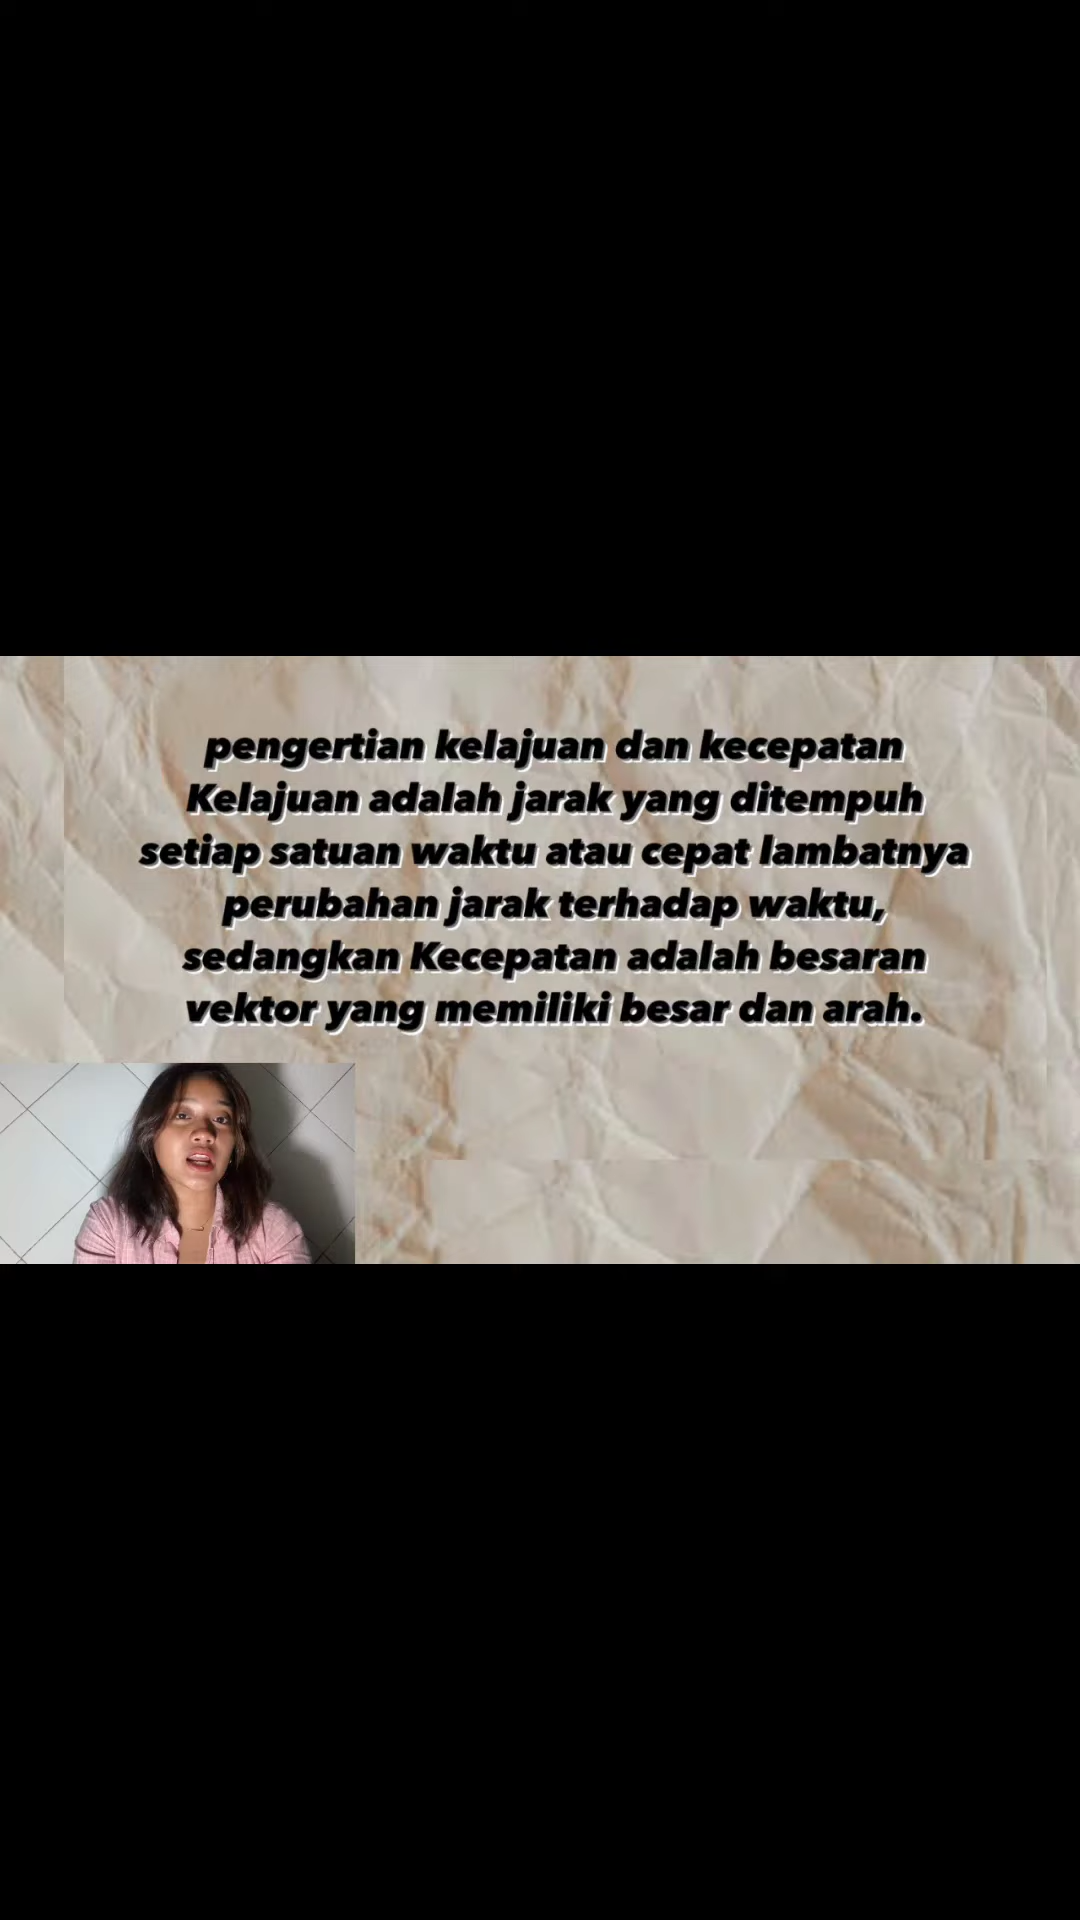 pengertian kelajuan dan kecepatan
Kelajuan adalah jarak yang ditempuh
setiap satuan waktu atau cepat lambatnya
perubahan jarak terhadap waktu,
sedangkan Kecepatan adalah besaran
vektor yang memiliki besar dan arah.